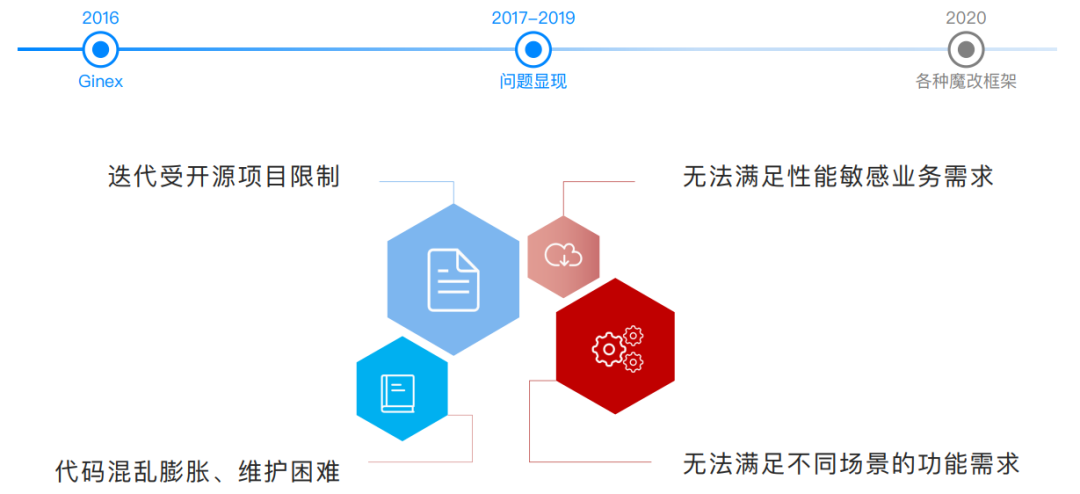 2016
2017-2019
2020
Ginex
问题显现
各种魔改框架
迭代受开源项目限制
无法满足性能敏感业务需求
代码混乱膨胀、维护困难
无法满足不同场景的功能需求